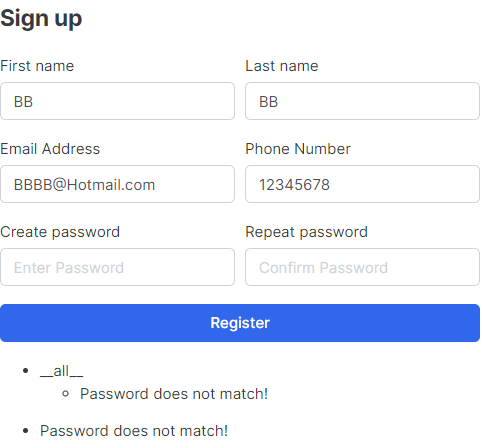 Sign up
First name Last name
BB BB
Email Address Phone Number
BBBB@Hotmail.com 12345678
Create password Repeat password
Enter Password Confirm Password
Register
__all__
Password does not match!
Password does not match!